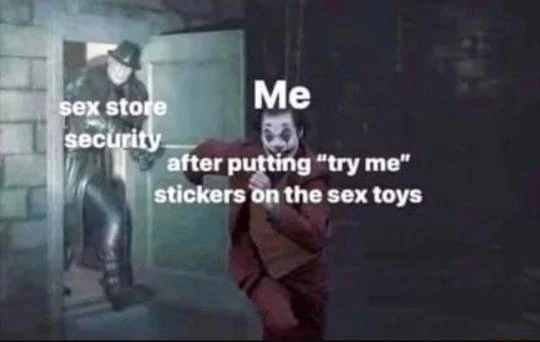 sex store
security
Me
after putting “try me”
stickers on the sex toys